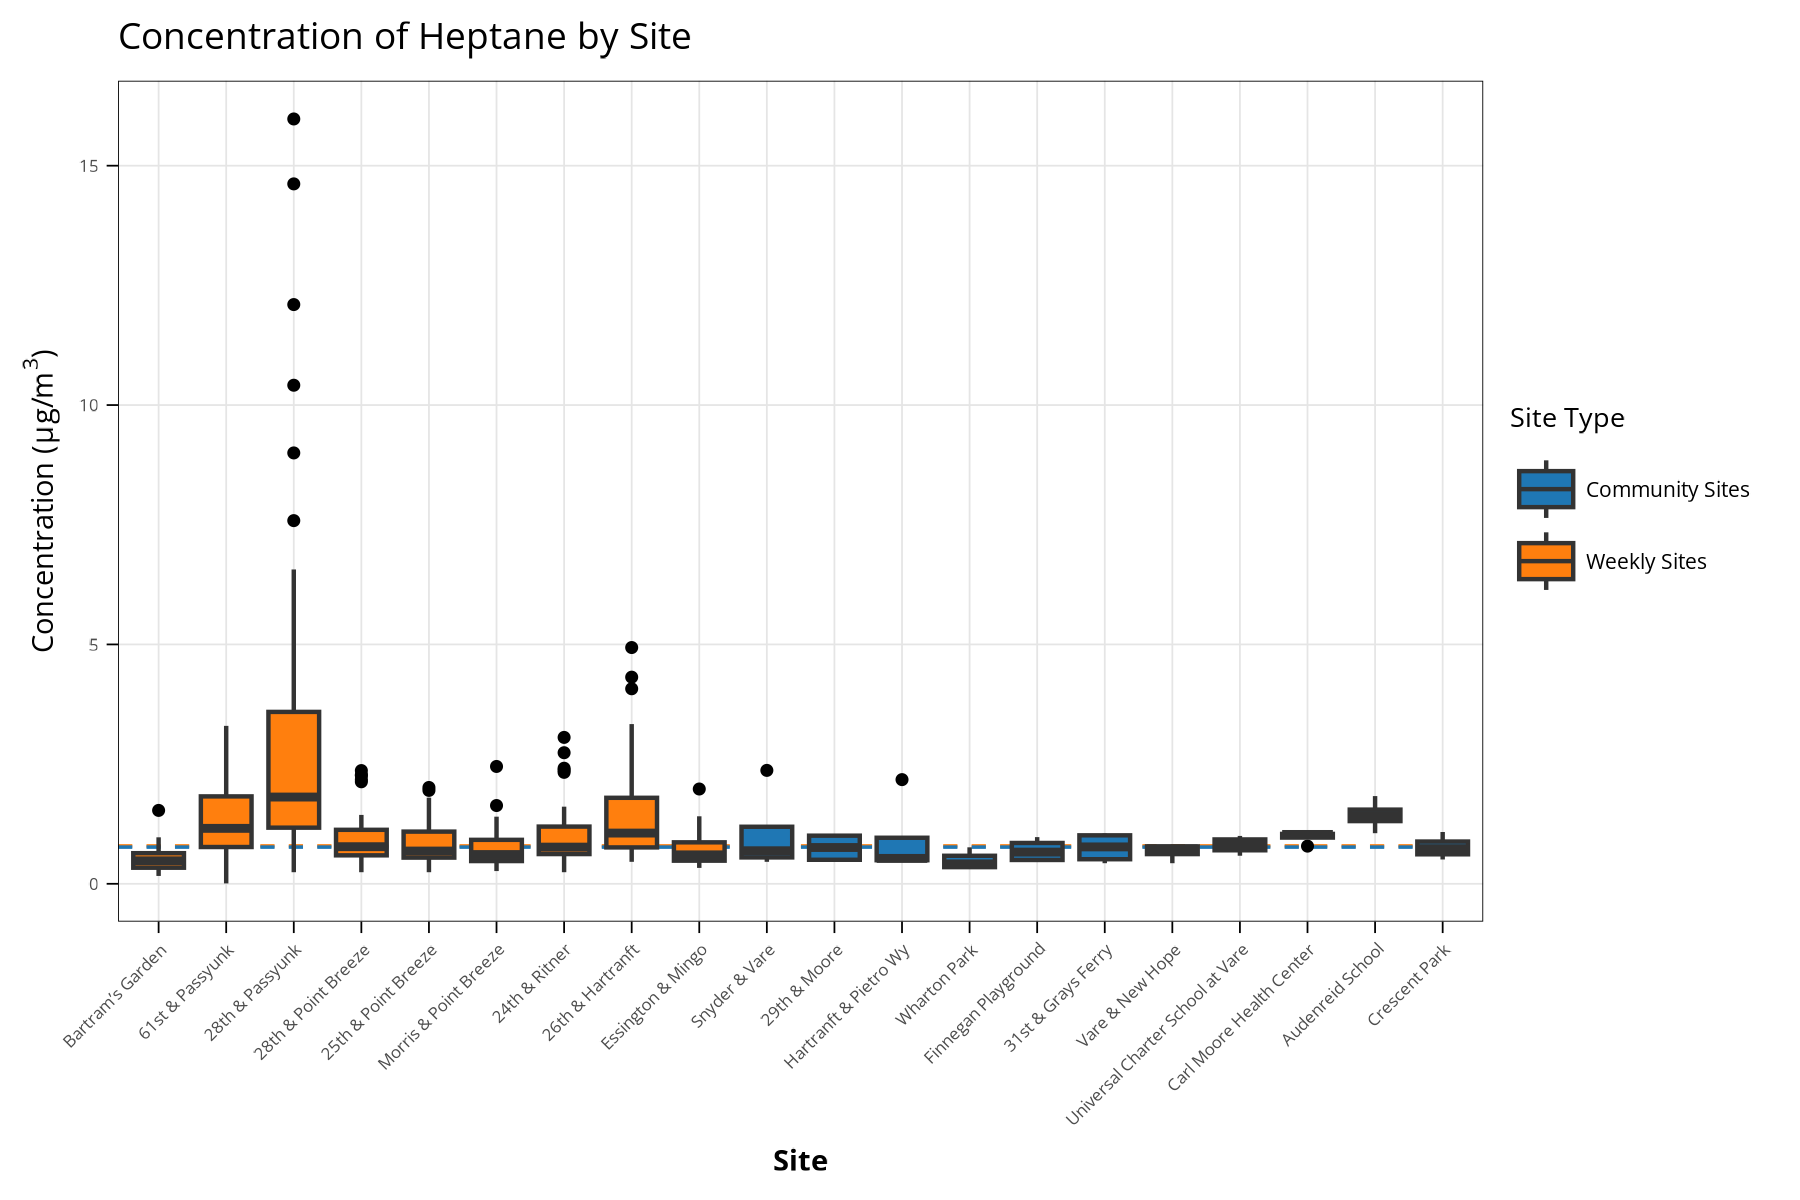 Concentration of Heptane by Site
Concentration (µg/m³)
15
10
5
0
Site Type
Community Sites
Weekly Sites
Bartram's Garden
61st & Passyunk
28th & Passyunk
28th & Point Breeze
25th & Point Breeze
Morris & Point Breeze
24th & Ritner
26th & Hartranft
Essington & Mingo
Snyder & Vare
29th & Moore
Hartranft & Pietro Wy
Wharton Park
Finnegan Playground
31st & Grays Ferry
Vare & New Hope
Universal Charter School at Vare
Carl Moore Health Center
Audenreid School
Crescent Park
Site